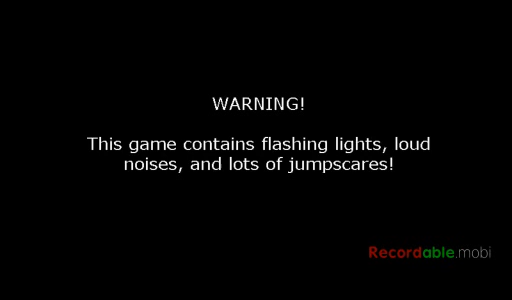 WARNING!
This game contains flashing lights, loud
noises, and lots of jumpscares!
Recordable.mobi